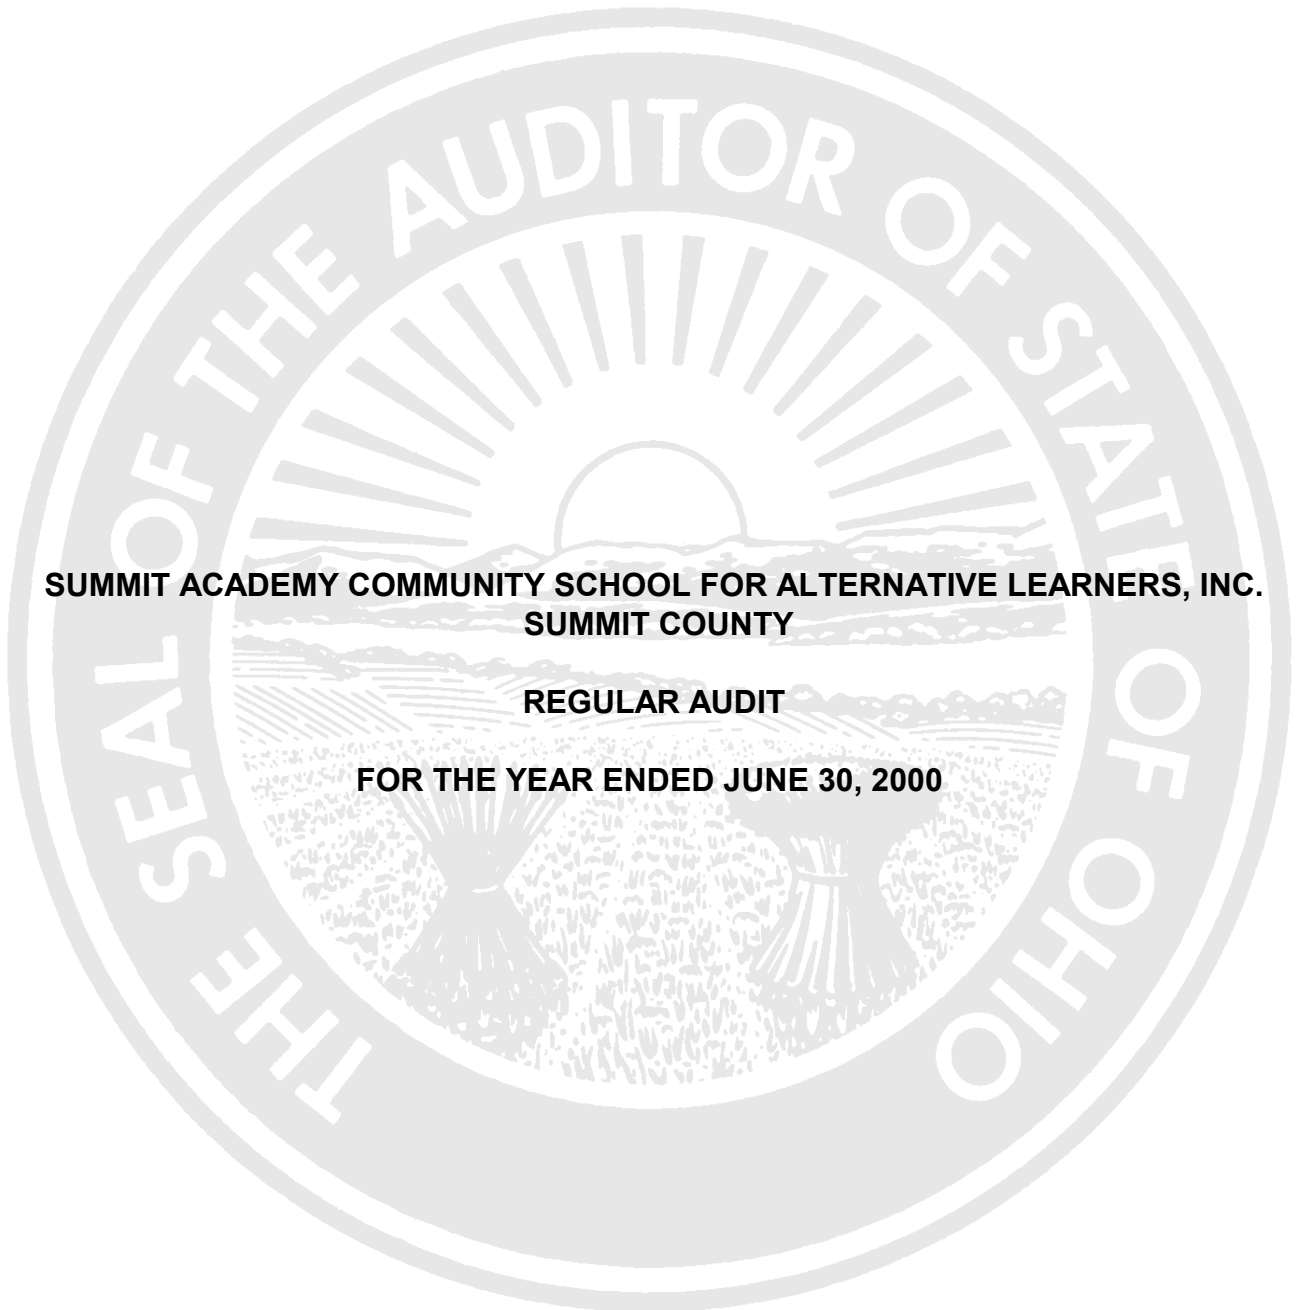 THE SEAL OF THE AUDITOR OF STATE OF OHIO
SUMMIT ACADEMY COMMUNITY SCHOOL FOR ALTERNATIVE LEARNERS, INC.
SUMMIT COUNTY
REGULAR AUDIT
FOR THE YEAR ENDED JUNE 30, 2000